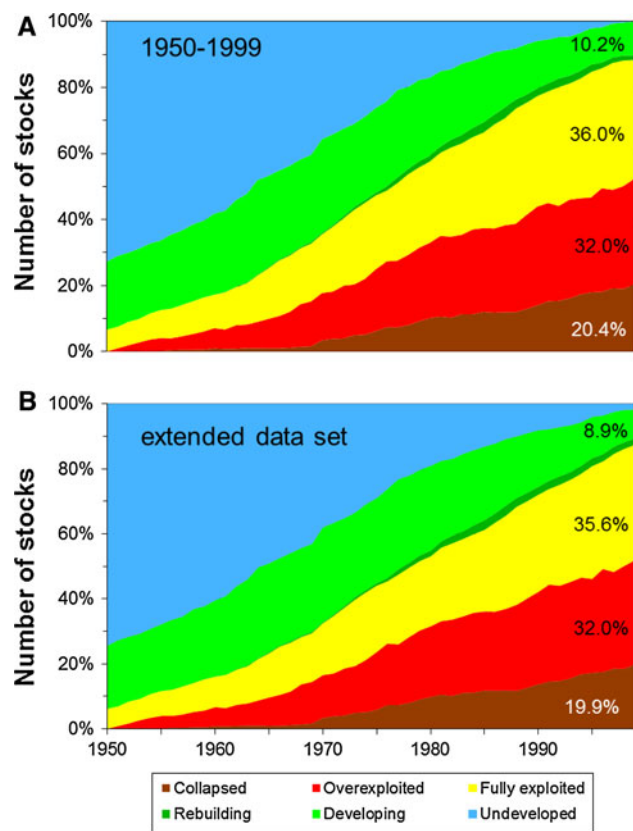 A
1950-1999
Number of stocks
100%
80%
60%
40%
20%
0%
10.2%
36.0%
32.0%
20.4%
B
extended data set
Number of stocks
100%
80%
60%
40%
20%
0%
8.9%
35.6%
32.0%
19.9%
1950 1960 1970 1980 1990
Collapsed Overexploited Fully exploited
Rebuilding Developing Undeveloped